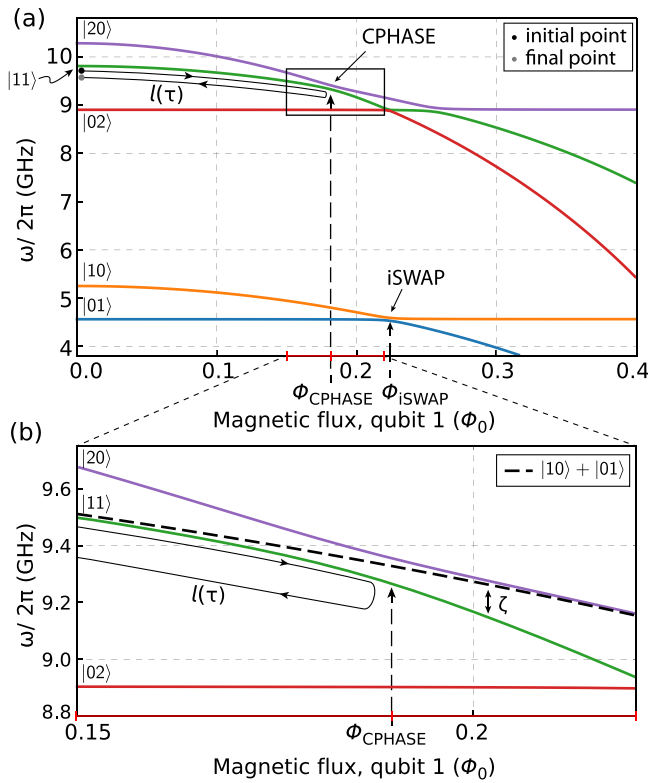 (a)
|20⟩
CPHASE
initial point
final point
10
|11⟩
l(τ)
9
|02⟩
8
7
ω/ 2π (GHz)
6
|10⟩
iSWAP
5
|01⟩
4
0.0
0.1
0.2
0.3
0.4
Φ_CPHASE
Φ_iSWAP
Magnetic flux, qubit 1 (Φ₀)
(b)
|20⟩
|10⟩ + |01⟩
9.6
|11⟩
9.4
ω/ 2π (GHz)
l(τ)
ζ
9.2
9.0
|02⟩
8.8
0.15
Φ_CPHASE
0.2
Magnetic flux, qubit 1 (Φ₀)